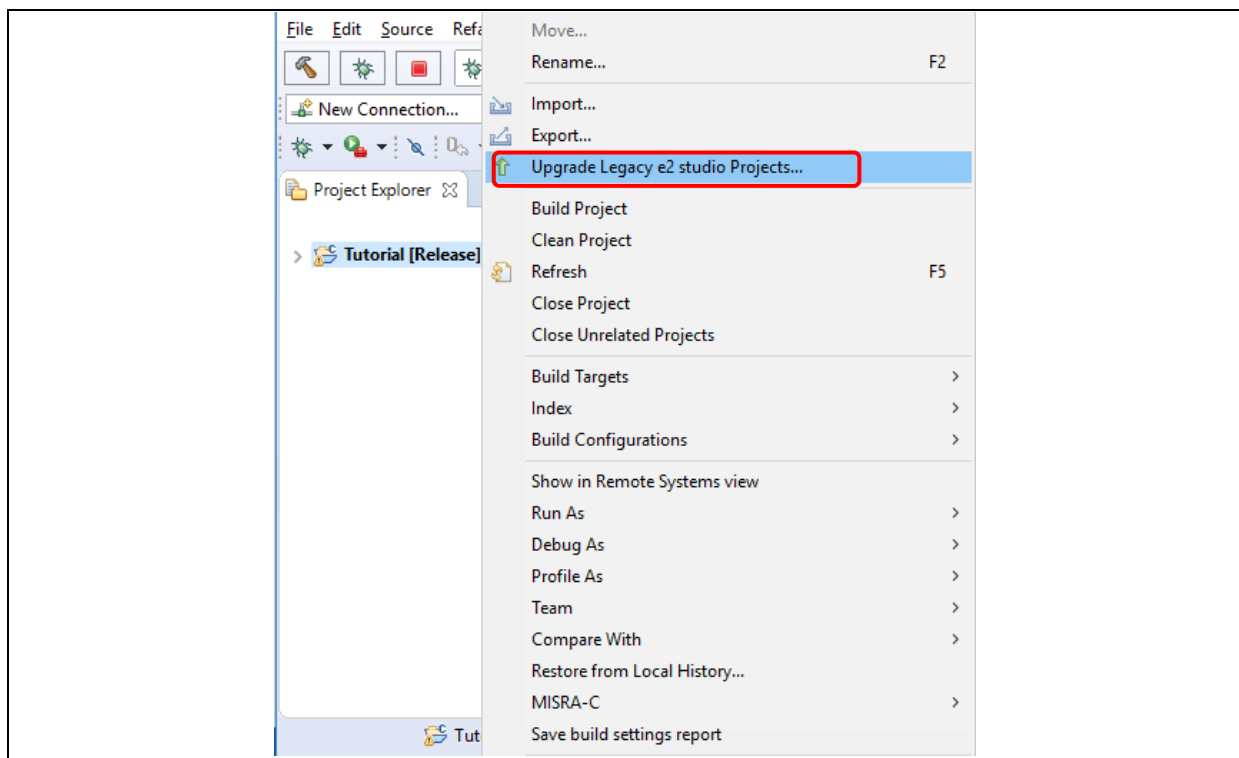 File Edit Source Refa
New Connection...
Project Explorer
Tutorial [Release]
Tut
Move...
Rename... F2
Import...
Export...
Upgrade Legacy e2 studio Projects...
Build Project
Clean Project
Refresh F5
Close Project
Close Unrelated Projects
Build Targets
Index
Build Configurations
Show in Remote Systems view
Run As
Debug As
Profile As
Team
Compare With
Restore from Local History...
MISRA-C
Save build settings report